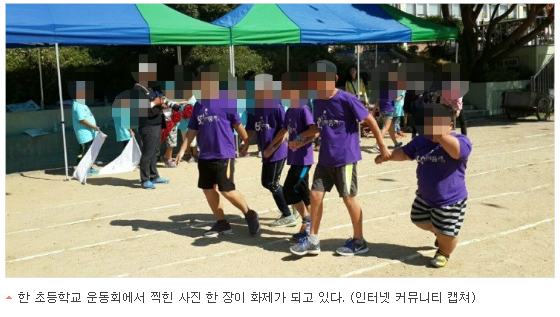 한 초등학교 운동회에서 찍힌 사진 한 장이 화제가 되고 있다. (인터넷 커뮤니티 캡쳐)